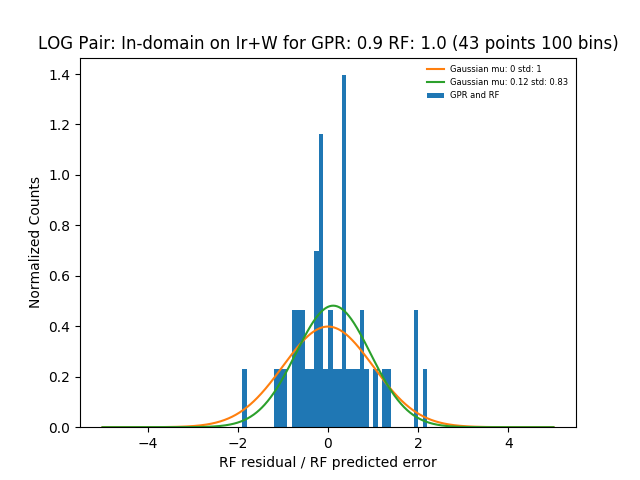 LOG Pair: In-domain on Ir+W for GPR: 0.9 RF: 1.0 (43 points 100 bins)
Gaussian mu: 0 std: 1
Gaussian mu: 0.12 std: 0.83
GPR and RF
Normalized Counts
1.4
1.2
1.0
0.8
0.6
0.4
0.2
0.0
−4 −2 0 2 4
RF residual / RF predicted error